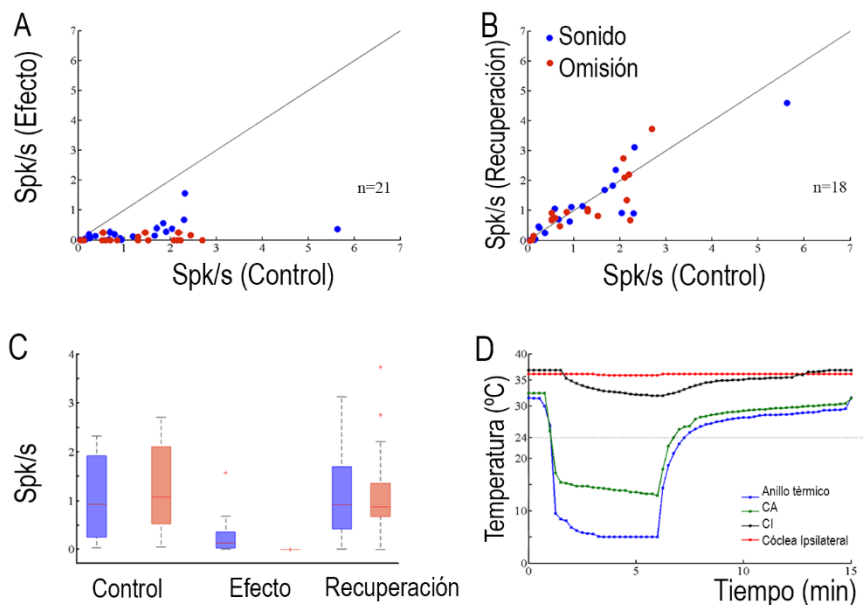 A
Spk/s (Efecto)
7
6
5
4
3
2
1
0
0 1 2 3 4 5 6 7
n=21
Spk/s (Control)
B
Spk/s (Recuperación)
7
6
5
4
3
2
1
0
0 1 2 3 4 5 6 7
Sonido
Omisión
n=18
Spk/s (Control)
C
Spk/s
4
3
2
1
0
Control Efecto Recuperación
D
Temperatura (ºC)
40
35
30
24
20
10
0
0 5 10 15
Anillo tèrmico
CA
CI
Cóclea Ipsilateral
Tiempo (min)